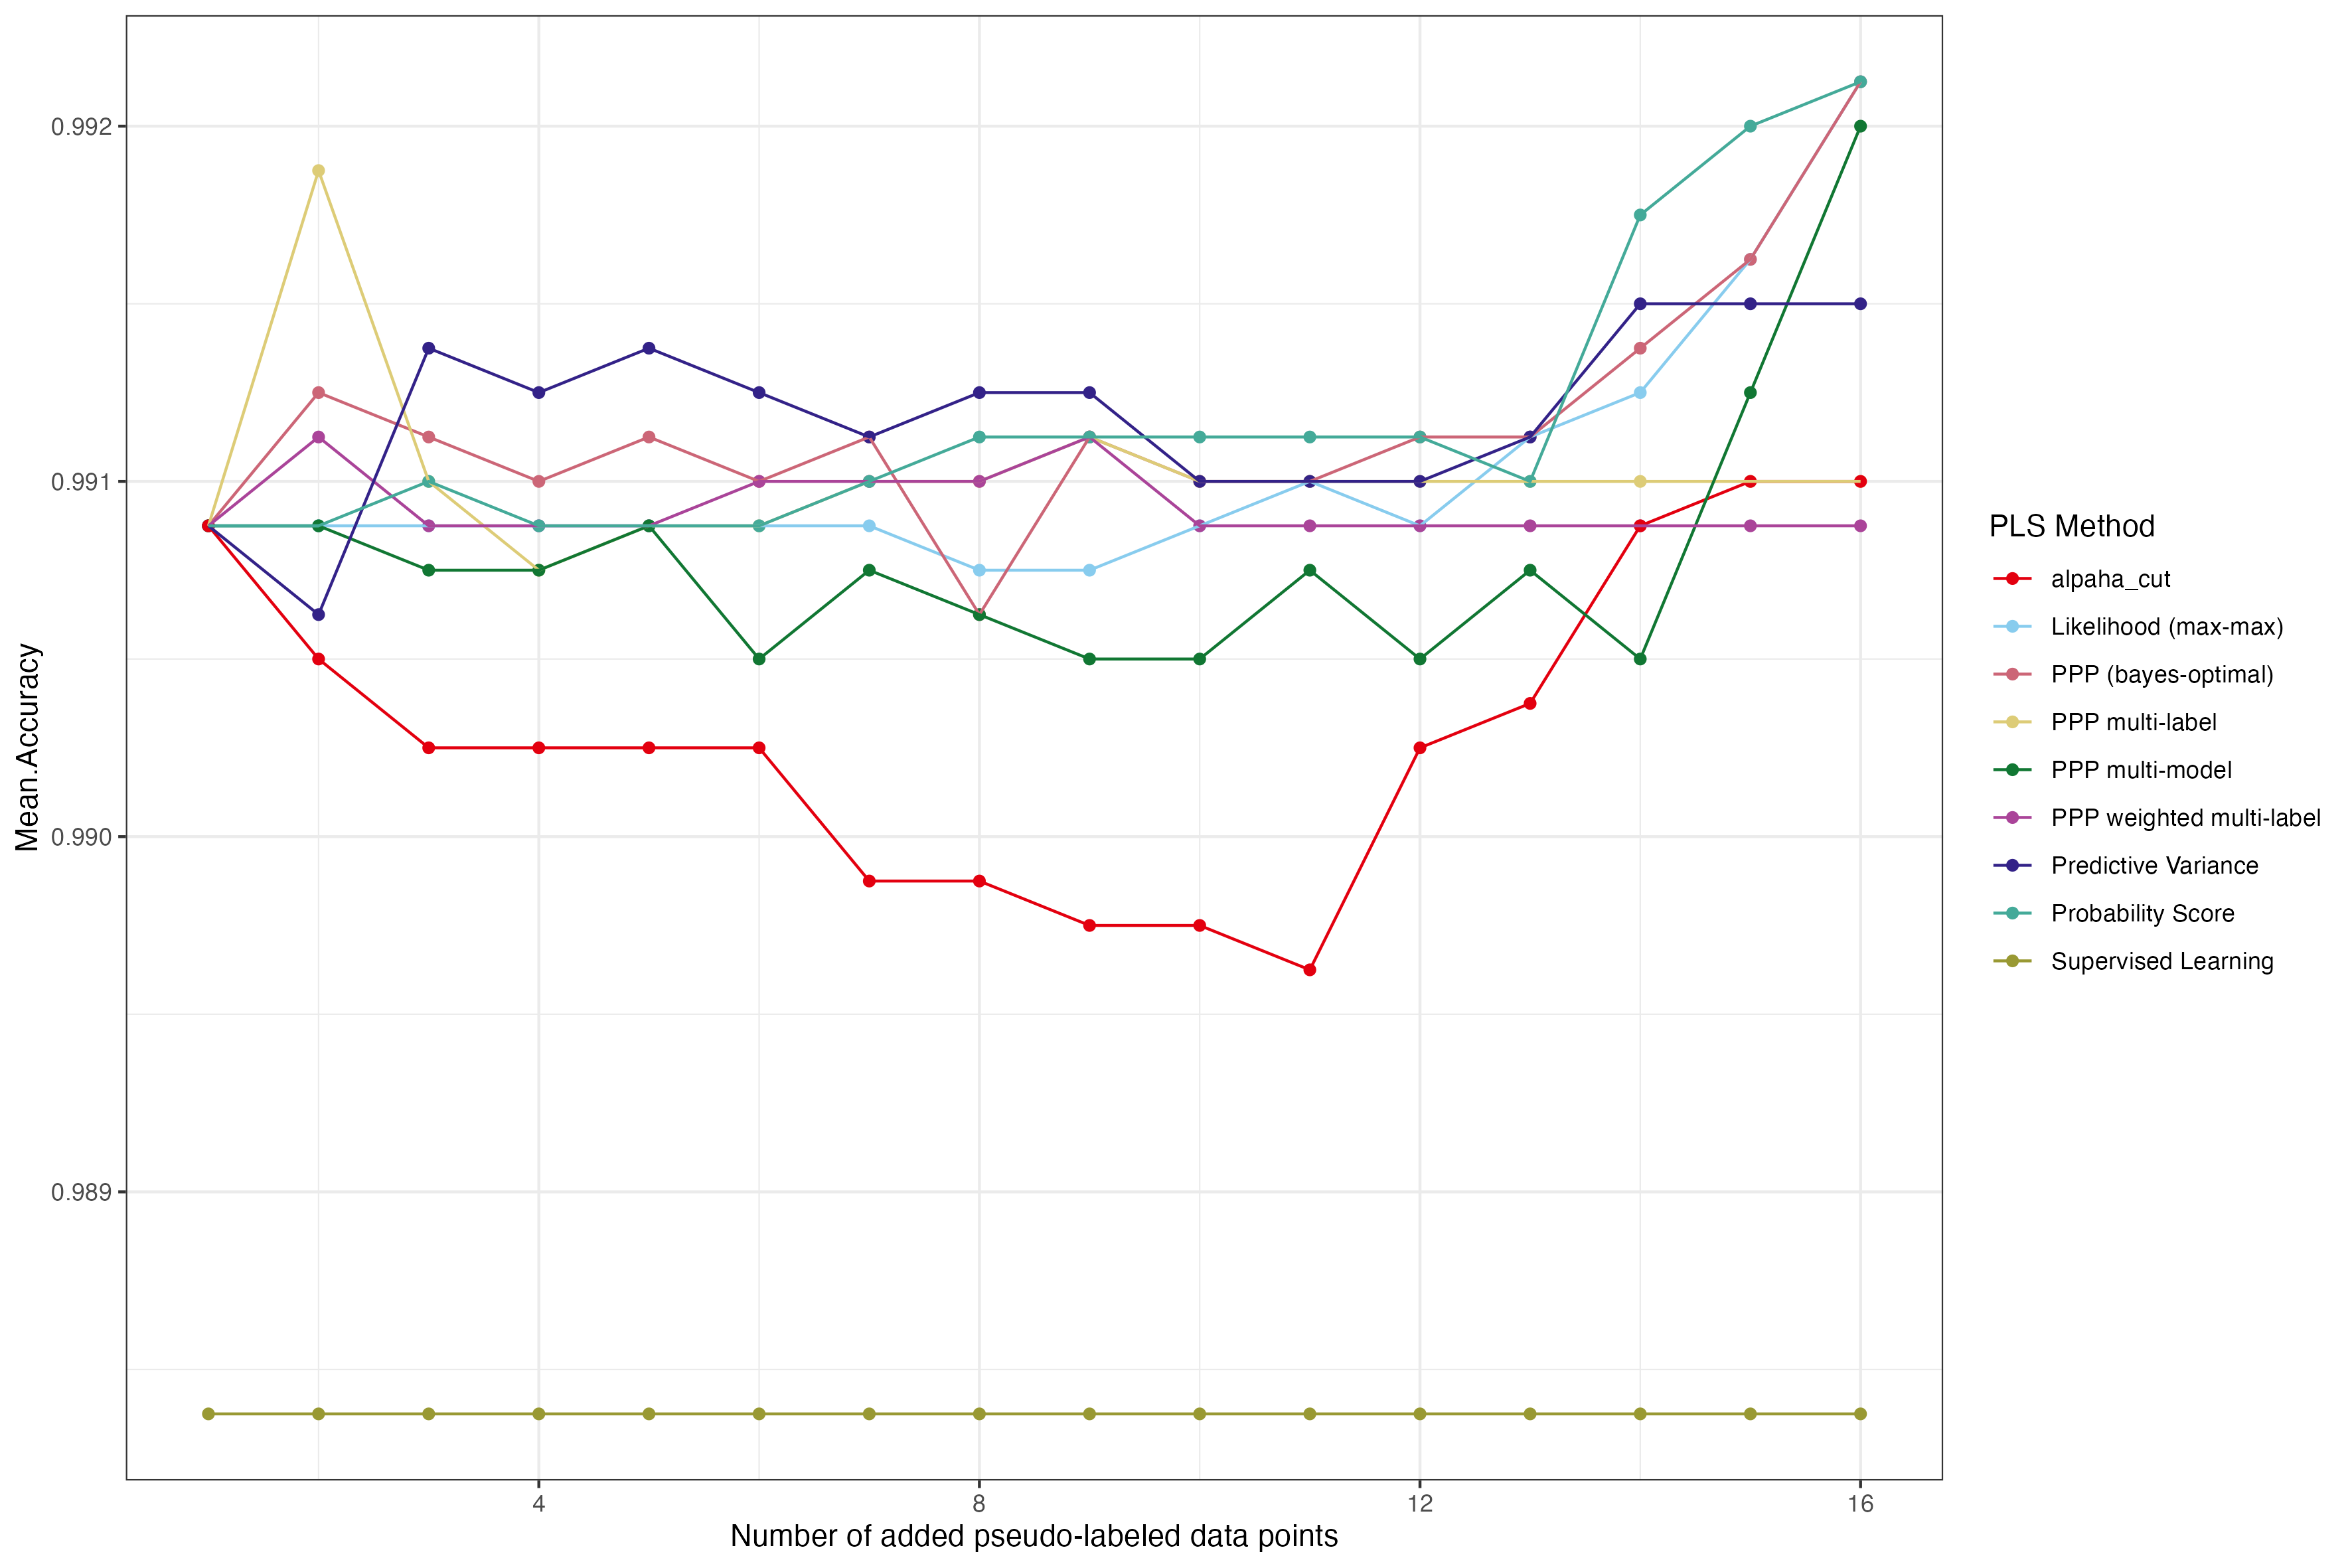 0.992
0.991
0.990
0.989
Mean.Accuracy
4
8
12
16
Number of added pseudo-labeled data points
PLS Method
alpaha_cut
Likelihood (max-max)
PPP (bayes-optimal)
PPP multi-label
PPP multi-model
PPP weighted multi-label
Predictive Variance
Probability Score
Supervised Learning